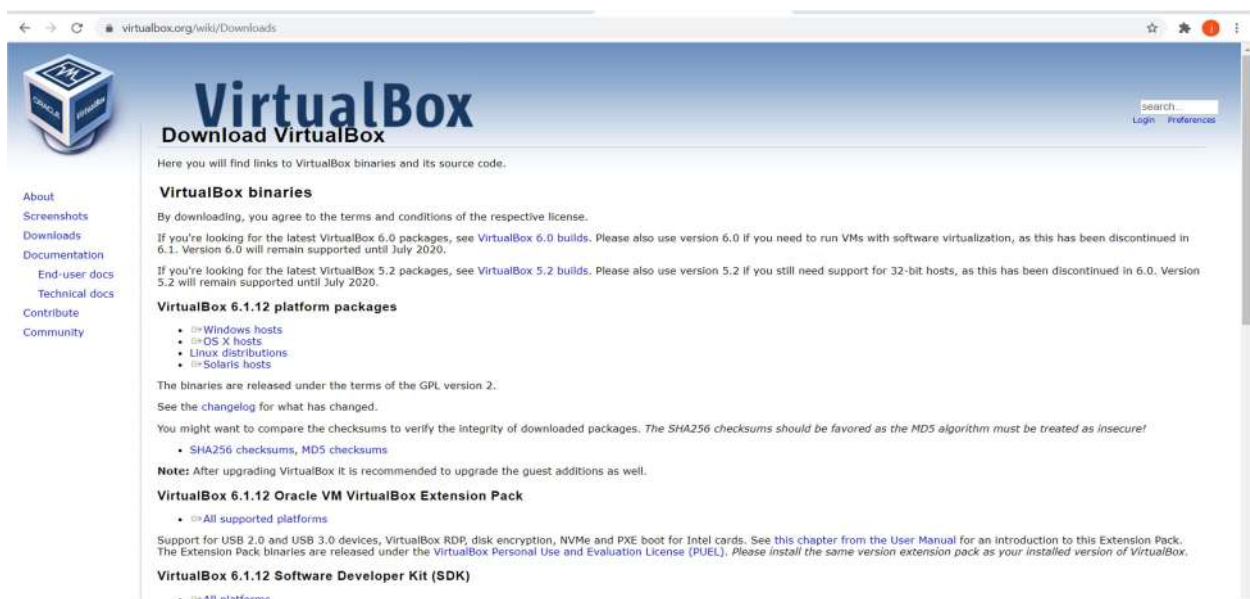 virtualbox.org/wiki/Downloads
ORACLE
VirtualBox
VirtualBox
search...
Login Preferences
Download VirtualBox
Here you will find links to VirtualBox binaries and its source code.
About
Screenshots
Downloads
Documentation
End-user docs
Technical docs
Contribute
Community
VirtualBox binaries
By downloading, you agree to the terms and conditions of the respective license.
If you're looking for the latest VirtualBox 6.0 packages, see VirtualBox 6.0 builds. Please also use version 6.0 if you need to run VMs with software virtualization, as this has been discontinued in
6.1. Version 6.0 will remain supported until July 2020.
If you're looking for the latest VirtualBox 5.2 packages, see VirtualBox 5.2 builds. Please also use version 5.2 if you still need support for 32-bit hosts, as this has been discontinued in 6.0. Version
5.2 will remain supported until July 2020.
VirtualBox 6.1.12 platform packages
• Windows hosts
• OS X hosts
• Linux distributions
• Solaris hosts
The binaries are released under the terms of the GPL version 2.
See the changelog for what has changed.
You might want to compare the checksums to verify the integrity of downloaded packages. The SHA256 checksums should be favored as the MD5 algorithm must be treated as insecure!
• SHA256 checksums, MD5 checksums
Note: After upgrading VirtualBox it is recommended to upgrade the guest additions as well.
VirtualBox 6.1.12 Oracle VM VirtualBox Extension Pack
• All supported platforms
Support for USB 2.0 and USB 3.0 devices, VirtualBox RDP, disk encryption, NVMe and PXE boot for Intel cards. See this chapter from the User Manual for an introduction to this Extension Pack.
The Extension Pack binaries are released under the VirtualBox Personal Use and Evaluation License (PUEL). Please install the same version extension pack as your installed version of VirtualBox.
VirtualBox 6.1.12 Software Developer Kit (SDK)
• All platforms